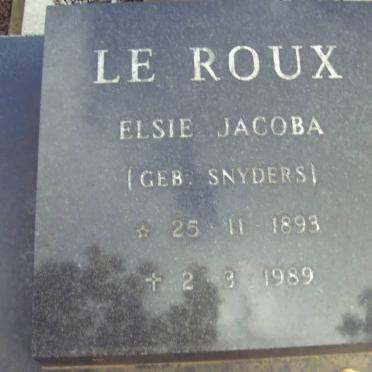 LE ROUX
ELSIE JACOBA
(GEB. SNYDERS)
☆ 25 · 11 · 1893
✝ 2 · 3 · 1989